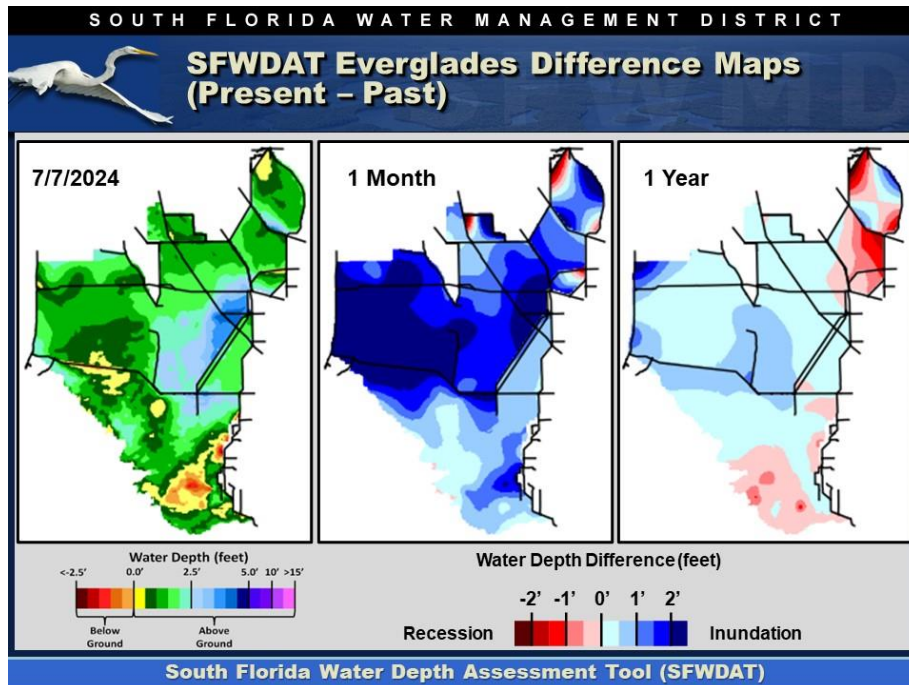 SOUTH FLORIDA WATER MANAGEMENT DISTRICT
SFWDAT Everglades Difference Maps
(Present – Past)
SFWMD
7/7/2024
1 Month
1 Year
Water Depth (feet)
<-2.5' 0.0' 2.5' 5.0' 10' >15'
Below
Ground
Above
Ground
Water Depth Difference (feet)
-2' -1' 0' 1' 2'
Recession
Inundation
South Florida Water Depth Assessment Tool (SFWDAT)